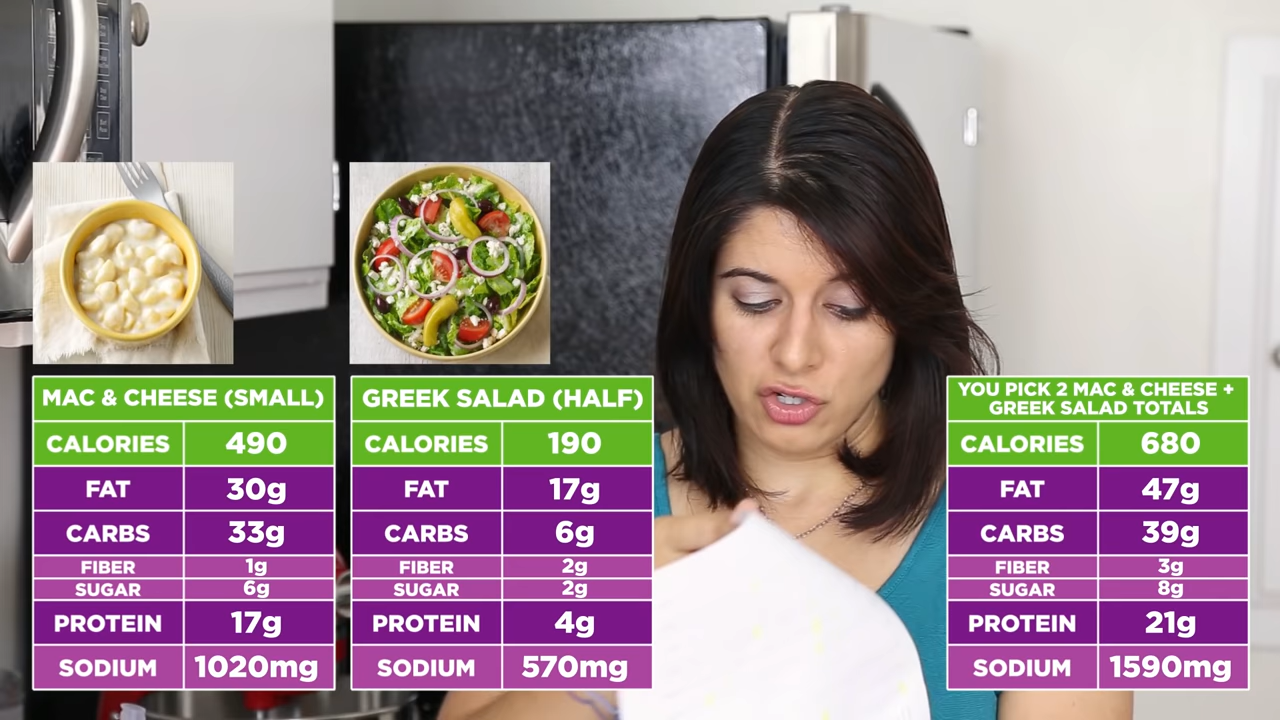 MAC & CHEESE (SMALL)
CALORIES 490
FAT 30g
CARBS 33g
FIBER 1g
SUGAR 6g
PROTEIN 17g
SODIUM 1020mg
GREEK SALAD (HALF)
CALORIES 190
FAT 17g
CARBS 6g
FIBER 2g
SUGAR 2g
PROTEIN 4g
SODIUM 570mg
YOU PICK 2 MAC & CHEESE +
GREEK SALAD TOTALS
CALORIES 680
FAT 47g
CARBS 39g
FIBER 3g
SUGAR 8g
PROTEIN 21g
SODIUM 1590mg